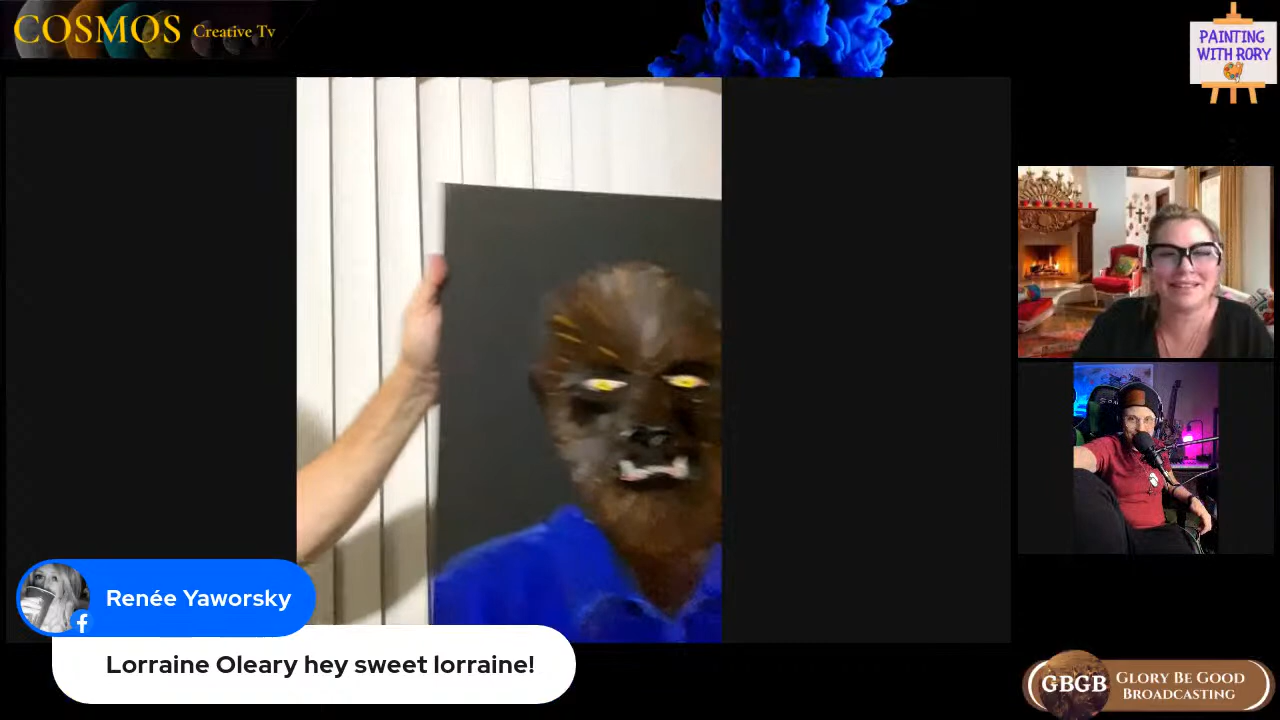 COSMOS Creative Tv
PAINTING
WITH RORY
Renée Yaworsky
Lorraine Oleary hey sweet lorraine!
GBGB
GLORY BE GOOD
BROADCASTING